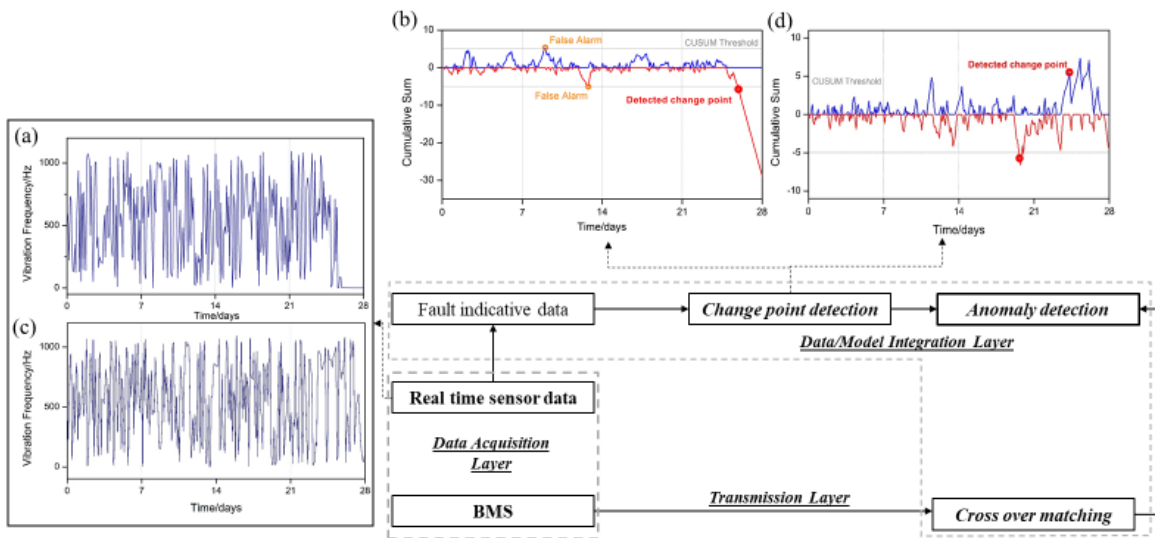 (b)
10
0
-10
-20
-30
Cumulative Sum
False Alarm
CUSUM Threshold
False Alarm
Detected change point
0
7
14
21
28
Time/days
(d)
10
5
0
-5
-10
Cumulative Sum
CUSUM Threshold
Detected change point
0
7
14
21
28
Time/days
(a)
1000
500
0
Vibration Frequency/Hz
0
7
14
21
28
Time/days
(c)
1000
500
0
Vibration Frequency/Hz
0
7
14
21
28
Time/days
Fault indicative data
Change point detection
Anomaly detection
Data/Model Integration Layer
Real time sensor data
Data Acquisition
Layer
BMS
Transmission Layer
Cross over matching